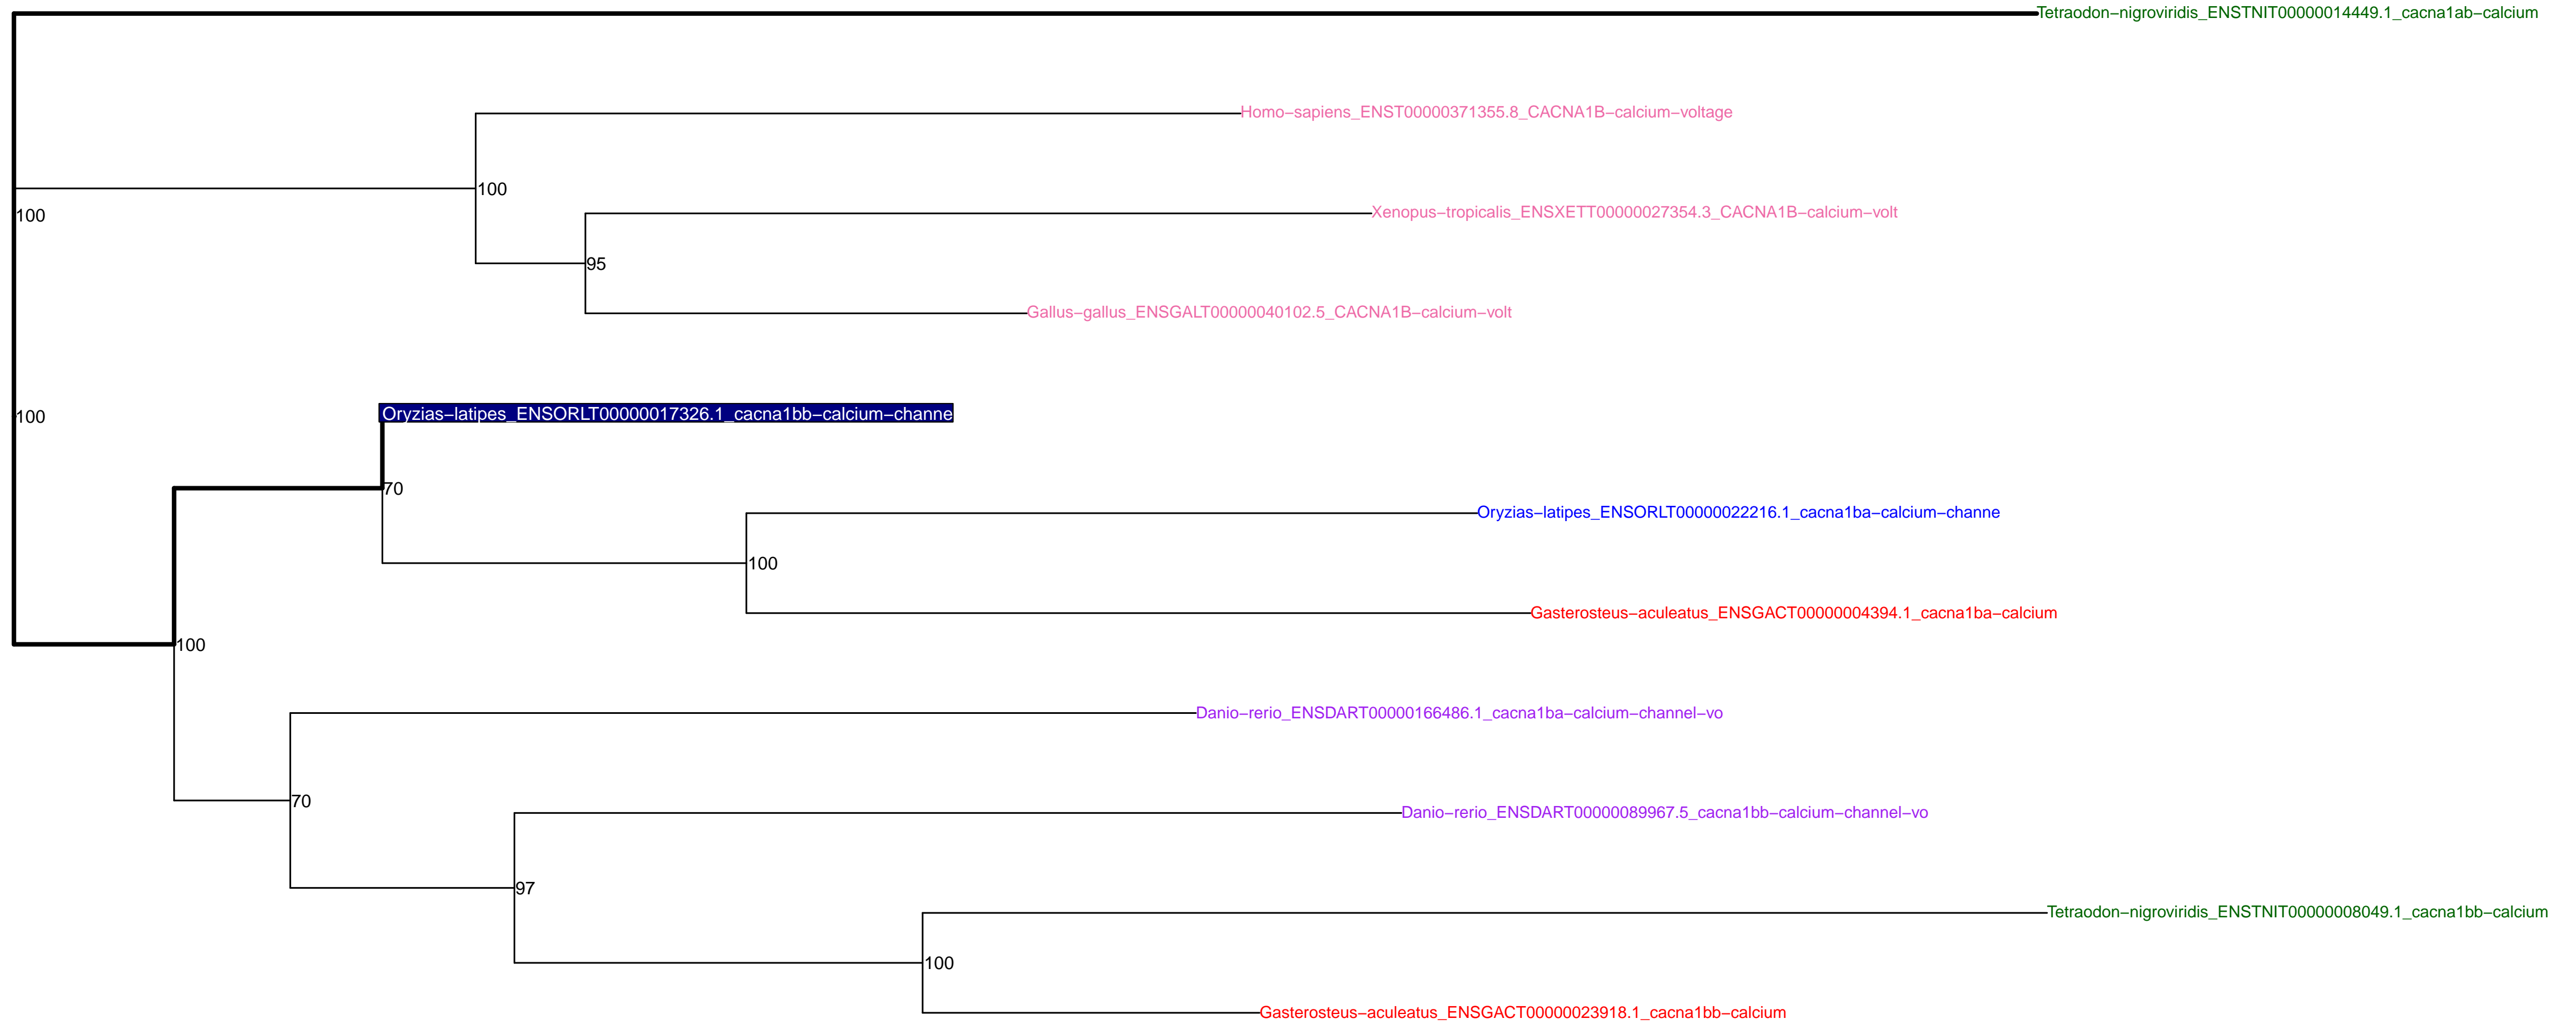 Tetraodon−nigroviridis_ENSTNIT00000014449.1_cacna1ab−calcium
Homo−sapiens_ENST00000371355.8_CACNA1B−calcium−voltage
100
100
Xenopus−tropicalis_ENSXETT00000027354.3_CACNA1B−calcium−volt
95
Gallus−gallus_ENSGALT00000040102.5_CACNA1B−calcium−volt
100
Oryzias−latipes_ENSORLT00000017326.1_cacna1bb−calcium−channe
70
Oryzias−latipes_ENSORLT00000022216.1_cacna1ba−calcium−channe
100
Gasterosteus−aculeatus_ENSGACT00000004394.1_cacna1ba−calcium
100
Danio−rerio_ENSDART00000166486.1_cacna1ba−calcium−channel−vo
70
Danio−rerio_ENSDART00000089967.5_cacna1bb−calcium−channel−vo
97
Tetraodon−nigroviridis_ENSTNIT00000008049.1_cacna1bb−calcium
100
Gasterosteus−aculeatus_ENSGACT00000023918.1_cacna1bb−calcium